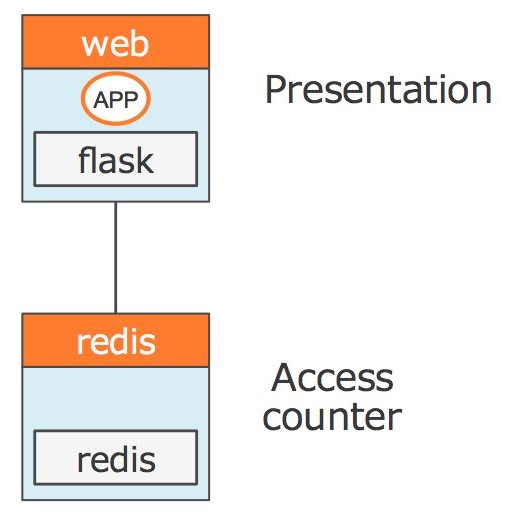 web
APP
Presentation
flask
redis
Access
counter
redis